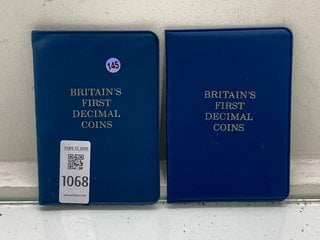 145
BRITAIN'S
FIRST
DECIMAL
COINS
1068
BRITAIN'S
FIRST
DECIMAL
COINS